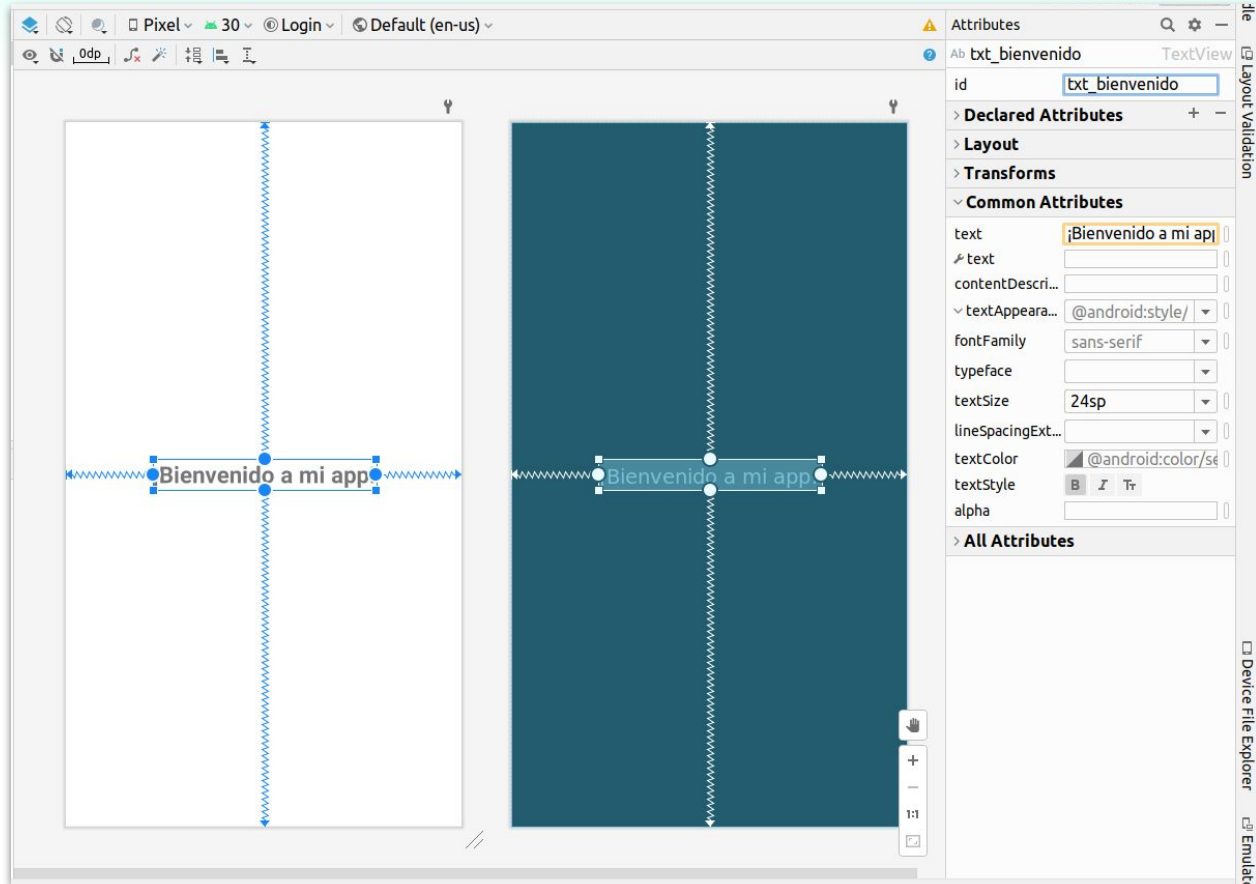 Pixel 30 Login Default (en-us)
0dp
¡Bienvenido a mi app!
Bienvenido a mi app!
1:1
Attributes
Ab txt_bienvenido TextView
id txt_bienvenido
Declared Attributes
Layout
Transforms
Common Attributes
text ¡Bienvenido a mi ap
text
contentDescri...
textAppeara... @android:style/
fontFamily sans-serif
typeface
textSize 24sp
lineSpacingExt...
textColor @android:color/se
textStyle B I Tт
alpha
All Attributes
dle
Layout Validation
Device File Explorer
Emulat